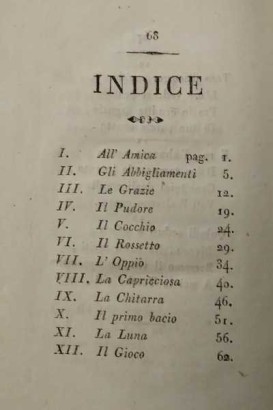 68
INDICE
I. All' Amica pag. 1.
II. Gli Abbigliamenti 5.
III. Le Grazie 12.
IV. Il Pudore 19.
V. Il Cocchio 24.
VI. Il Rossetto 29.
VII. L' Oppio 34.
VIII. La Capricciosa 40.
IX. La Chitarra 46.
X. Il primo bacio 51.
XI. La Luna 56.
XII. Il Gioco 62.